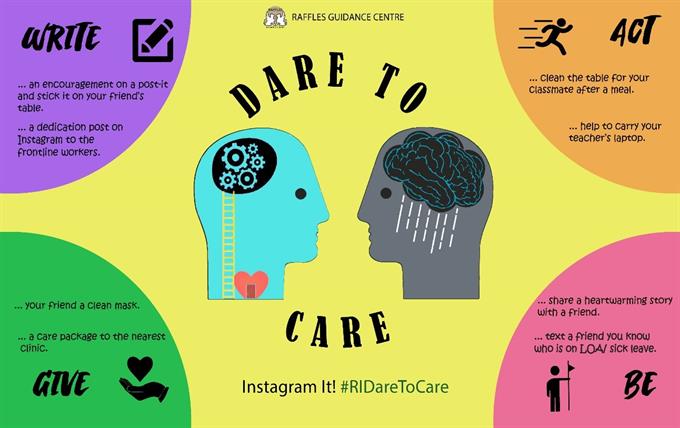 RAFFLES GUIDANCE CENTRE
WRITE
... an encouragement on a post-it
and stick it on your friend's
table.
... a dedication post on
Instagram to the
frontline workers.
ACT
... clean the table for your
classmate after a meal.
... help to carry your
teacher's laptop.
DARE TO
CARE
... your friend a clean mask.
... a care package to the nearest
clinic.
GIVE
... share a heartwarming story
with a friend.
... text a friend you know
who is on LOA/ sick leave.
BE
Instagram It! #RIDareToCare